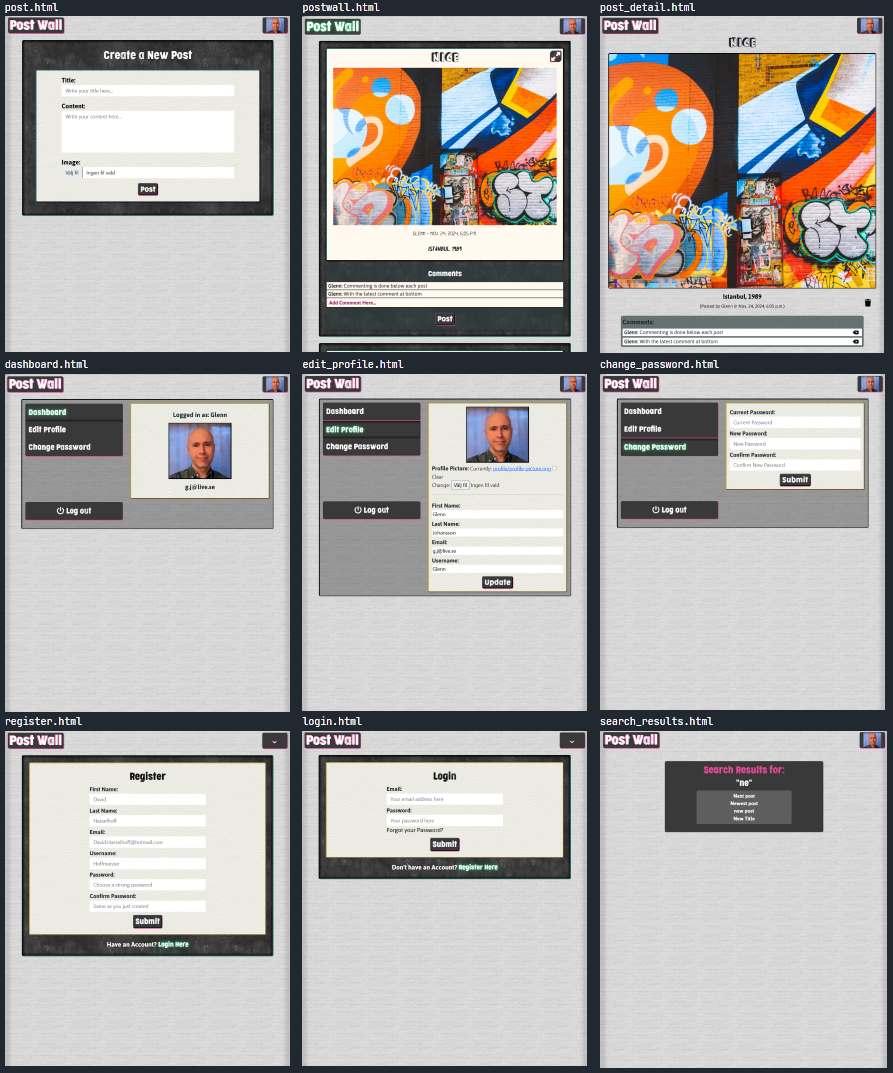 post.html
Post Wall
Create a New Post
Title:
Write your title here...
Content:
Write your content here...
Image:
Välj fil Ingen fil vald
Post
postwall.html
Post Wall
NICE
GLENN - NOV. 24, 2024, 6:05 P.M.
ISTANBUL, 1989
Comments
Glenn: Commenting is done below each post
Glenn: With the latest comment at bottom
Add Comment Here..
Post
post_detail.html
Post Wall
NICE
Istanbul, 1989
(Posted by Glenn in Nov. 24, 2024, 6:05 p.m.)
Comments:
Glenn: Commenting is done below each post
Glenn: With the latest comment at bottom
dashboard.html
Post Wall
Dashboard
Edit Profile
Change Password
Log out
Logged in as: Glenn
g.j@live.se
edit_profile.html
Post Wall
Dashboard
Edit Profile
Change Password
Log out
Profile Picture: Currently: profile/profile-picture.png
Clear
Change: Välj fil Ingen fil vald
First Name:
Glenn
Last Name:
Johansson
Email:
g.j@live.se
Username:
Glenn
Update
change_password.html
Post Wall
Dashboard
Edit Profile
Change Password
Log out
Current Password:
Current Password
New Password:
New Password
Confirm Password:
Confirm New Password
Submit
register.html
Post Wall
Register
First Name:
David
Last Name:
Hasselhoff
Email:
David.Hasselhoff@hotmail.com
Username:
Hoffmeister
Password:
Choose a strong password
Confirm Password:
Same as you just created
Submit
Have an Account? Login Here
login.html
Post Wall
Login
Email:
Your email address here
Password:
Your password here
Forgot your Password?
Submit
Don't have an Account? Register Here
search_results.html
Post Wall
Search Results for:
"ne"
Next post
Newest post
new post
New Title